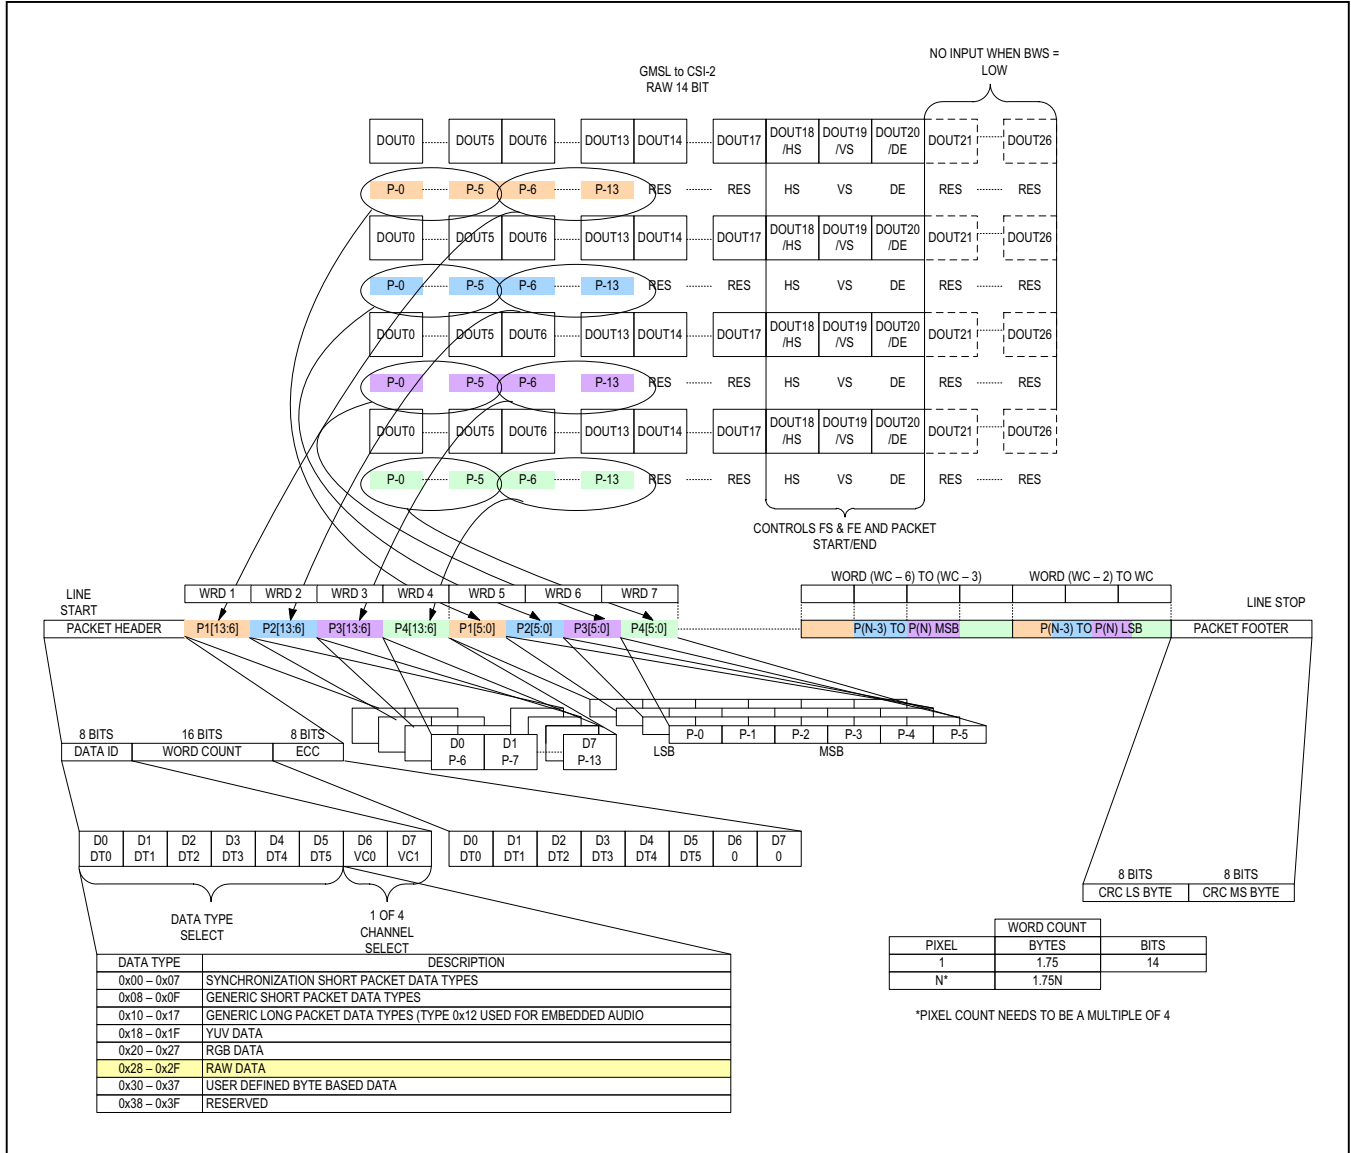 NO INPUT WHEN BWS =
LOW
GMSL to CSI-2
RAW 14 BIT
DOUT0 DOUT5 DOUT6 DOUT13 DOUT14 DOUT17 DOUT18 /HS DOUT19 /VS DOUT20 /DE DOUT21 DOUT26
P-0 P-5 P-6 P-13 RES RES HS VS DE RES RES
DOUT0 DOUT5 DOUT6 DOUT13 DOUT14 DOUT17 DOUT18 /HS DOUT19 /VS DOUT20 /DE DOUT21 DOUT26
P-0 P-5 P-6 P-13 RES RES HS VS DE RES RES
DOUT0 DOUT5 DOUT6 DOUT13 DOUT14 DOUT17 DOUT18 /HS DOUT19 /VS DOUT20 /DE DOUT21 DOUT26
P-0 P-5 P-6 P-13 RES RES HS VS DE RES RES
DOUT0 DOUT5 DOUT6 DOUT13 DOUT14 DOUT17 DOUT18 /HS DOUT19 /VS DOUT20 /DE DOUT21 DOUT26
P-0 P-5 P-6 P-13 RES RES HS VS DE RES RES
CONTROLS FS & FE AND PACKET
START/END
LINE
START
WRD 1 WRD 2 WRD 3 WRD 4 WRD 5 WRD 6 WRD 7
WORD (WC – 6) TO (WC – 3) WORD (WC – 2) TO WC
LINE STOP
PACKET HEADER P1[13:6] P2[13:6] P3[13:6] P4[13:6] P1[5:0] P2[5:0] P3[5:0] P4[5:0] P(N-3) TO P(N) MSB P(N-3) TO P(N) LSB PACKET FOOTER
8 BITS 16 BITS 8 BITS
DATA ID WORD COUNT ECC
D0 D1 D7
P-6 P-7 P-13
P-0 P-1 P-2 P-3 P-4 P-5
LSB MSB
D0 D1 D2 D3 D4 D5 D6 D7
DT0 DT1 DT2 DT3 DT4 DT5 VC0 VC1
D0 D1 D2 D3 D4 D5 D6 D7
DT0 DT1 DT2 DT3 DT4 DT5 0 0
DATA TYPE
SELECT
1 OF 4
CHANNEL
SELECT
8 BITS 8 BITS
CRC LS BYTE CRC MS BYTE
DATA TYPE DESCRIPTION
0x00 – 0x07 SYNCHRONIZATION SHORT PACKET DATA TYPES
0x08 – 0x0F GENERIC SHORT PACKET DATA TYPES
0x10 – 0x17 GENERIC LONG PACKET DATA TYPES (TYPE 0x12 USED FOR EMBEDDED AUDIO
0x18 – 0x1F YUV DATA
0x20 – 0x27 RGB DATA
0x28 – 0x2F RAW DATA
0x30 – 0x37 USER DEFINED BYTE BASED DATA
0x38 – 0x3F RESERVED
WORD COUNT
PIXEL BYTES BITS
1 1.75 14
N* 1.75N
*PIXEL COUNT NEEDS TO BE A MULTIPLE OF 4